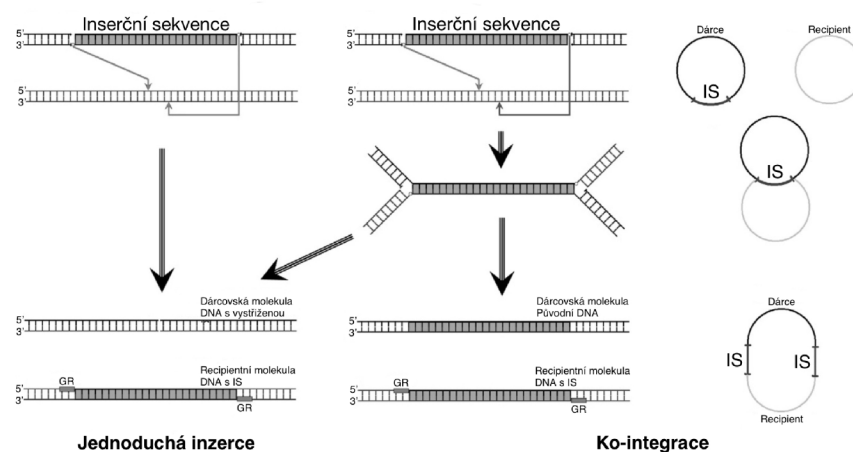 Inserční sekvence
5'
3'
5'
3'
Inserční sekvence
5'
3'
5'
3'
Dárce
IS
Recipient
IS
Dárcovská molekula
DNA s vystřiženou
5'
3'
Recipientní molekula
DNA s IS
GR
5'
3'
GR
Jednoduchá inzerce
Dárcovská molekula
Původní DNA
5'
3'
Recipientní molekula
DNA s IS
GR
5'
3'
GR
Ko-integrace
Dárce
IS
IS
Recipient